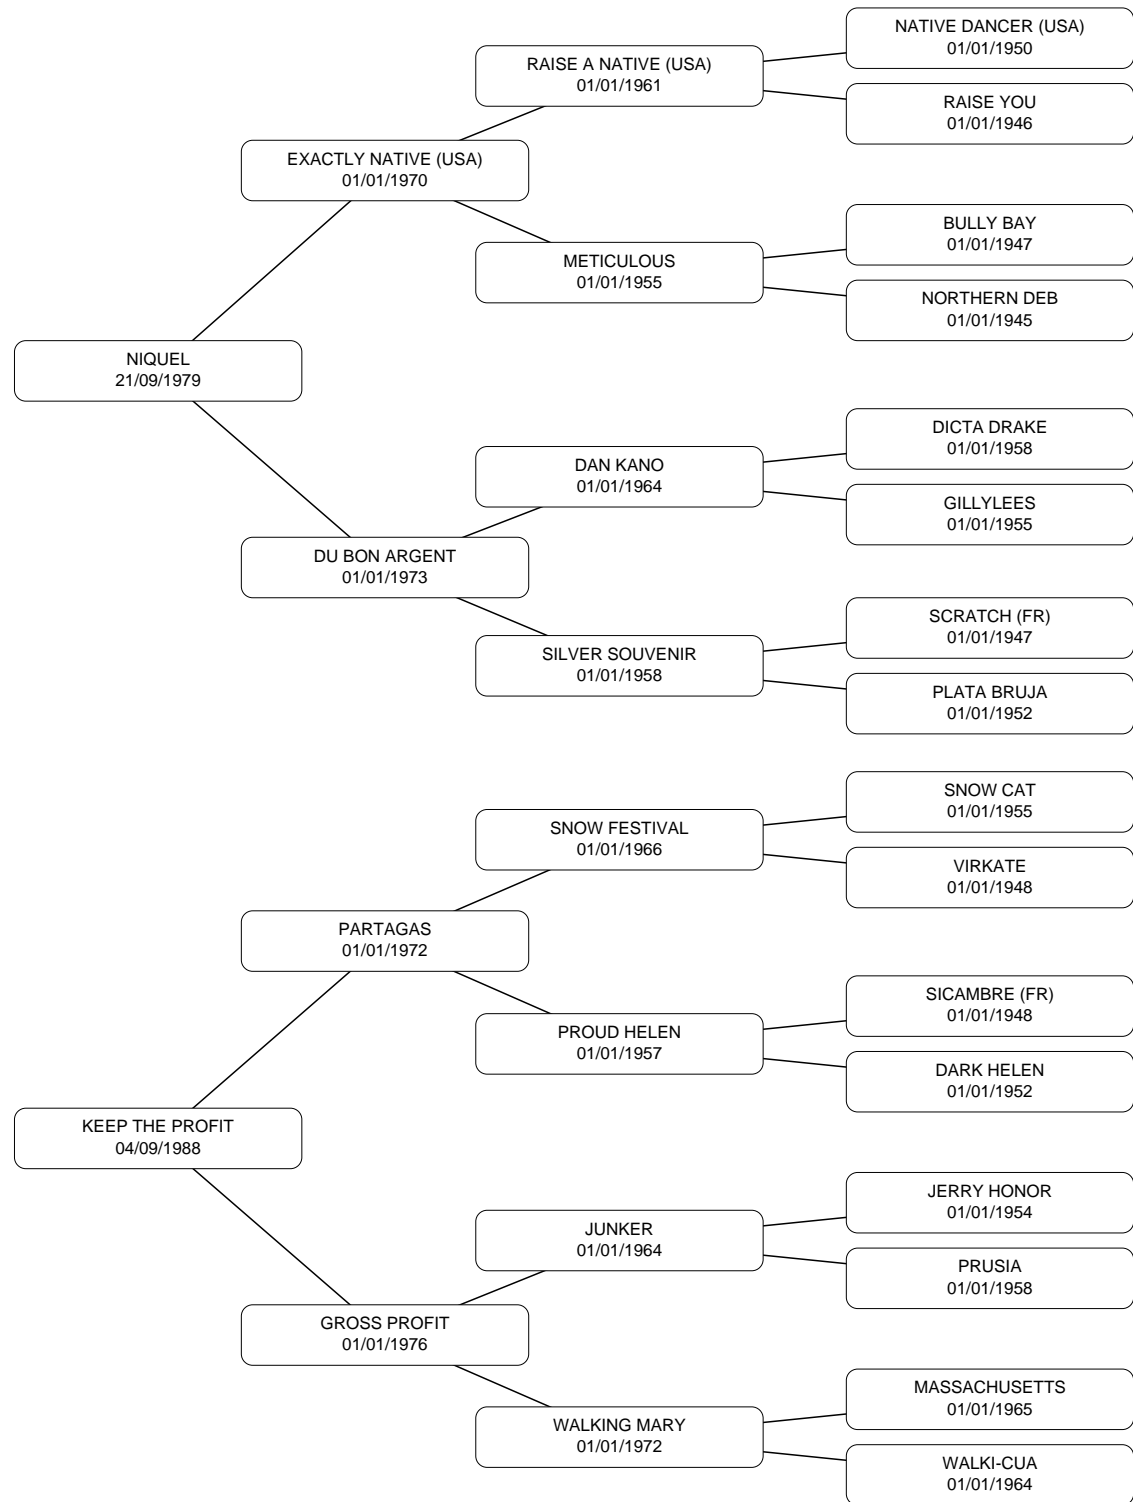 NATIVE DANCER (USA)
01/01/1950
RAISE A NATIVE (USA)
01/01/1961
RAISE YOU
01/01/1946
EXACTLY NATIVE (USA)
01/01/1970
BULLY BAY
01/01/1947
METICULOUS
01/01/1955
NORTHERN DEB
01/01/1945
NIQUEL
21/09/1979
DICTA DRAKE
01/01/1958
DAN KANO
01/01/1964
GILLYLEES
01/01/1955
DU BON ARGENT
01/01/1973
SCRATCH (FR)
01/01/1947
SILVER SOUVENIR
01/01/1958
PLATA BRUJA
01/01/1952
SNOW CAT
01/01/1955
SNOW FESTIVAL
01/01/1966
VIRKATE
01/01/1948
PARTAGAS
01/01/1972
SICAMBRE (FR)
01/01/1948
PROUD HELEN
01/01/1957
DARK HELEN
01/01/1952
KEEP THE PROFIT
04/09/1988
JERRY HONOR
01/01/1954
JUNKER
01/01/1964
PRUSIA
01/01/1958
GROSS PROFIT
01/01/1976
MASSACHUSETTS
01/01/1965
WALKING MARY
01/01/1972
WALKI-CUA
01/01/1964